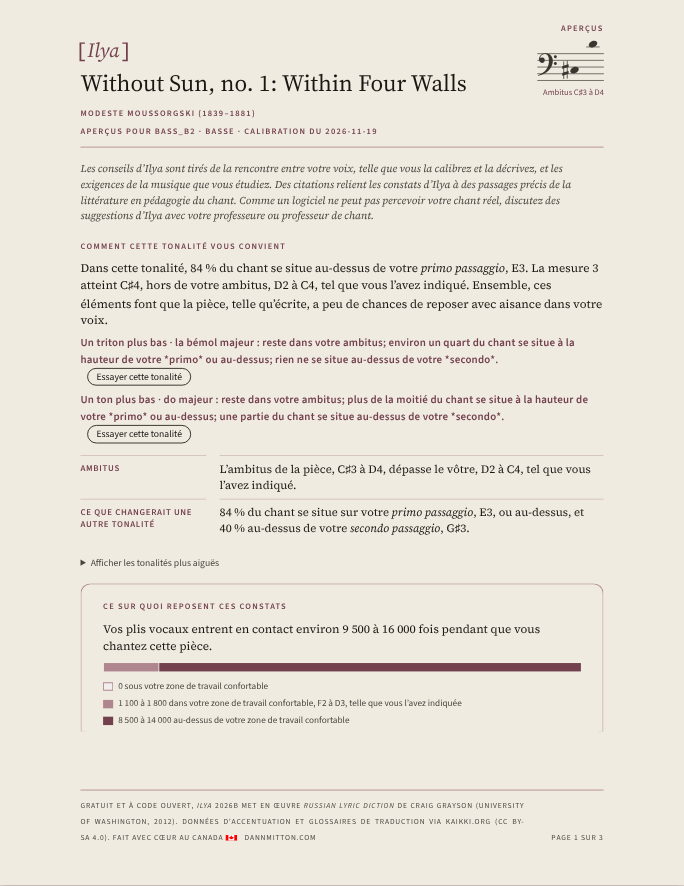 APERÇUS
[Ilya]
Without Sun, no. 1: Within Four Walls
Ambitus C♯3 à D4
MODESTE MOUSSORGSKI (1839–1881)
APERÇUS POUR BASS_B2 · BASSE · CALIBRATION DU 2026-11-19
Les conseils d’Ilya sont tirés de la rencontre entre votre voix, telle que vous la calibrez et la décrivez, et les
exigences de la musique que vous étudiez. Des citations relient les constats d’Ilya à des passages précis de la
littérature en pédagogie du chant. Comme un logiciel ne peut pas percevoir votre chant réel, discutez des
suggestions d’Ilya avec votre professeure ou professeur de chant.
COMMENT CETTE TONALITÉ VOUS CONVIENT
Dans cette tonalité, 84 % du chant se situe au-dessus de votre primo passaggio, E3. La mesure 3
atteint C♯4, hors de votre ambitus, D2 à C4, tel que vous l’avez indiqué. Ensemble, ces
éléments font que la pièce, telle qu’écrite, a peu de chances de reposer avec aisance dans votre
voix.
Un triton plus bas · la bémol majeur : reste dans votre ambitus; environ un quart du chant se situe à la
hauteur de votre *primo* ou au-dessus; rien ne se situe au-dessus de votre *secondo*.
Essayer cette tonalité
Un ton plus bas · do majeur : reste dans votre ambitus; plus de la moitié du chant se situe à la hauteur de
votre *primo* ou au-dessus; une partie du chant se situe au-dessus de votre *secondo*.
Essayer cette tonalité
AMBITUS
L’ambitus de la pièce, C♯3 à D4, dépasse le vôtre, D2 à C4, tel que vous
l’avez indiqué.
CE QUE CHANGERAIT UNE
AUTRE TONALITÉ
84 % du chant se situe sur votre primo passaggio, E3, ou au-dessus, et
40 % au-dessus de votre secondo passaggio, G♯3.
▶ Afficher les tonalités plus aiguës
CE SUR QUOI REPOSENT CES CONSTATS
Vos plis vocaux entrent en contact environ 9 500 à 16 000 fois pendant que vous
chantez cette pièce.
0 sous votre zone de travail confortable
1 100 à 1 800 dans votre zone de travail confortable, F2 à D3, telle que vous l’avez indiquée
8 500 à 14 000 au-dessus de votre zone de travail confortable
GRATUIT ET À CODE OUVERT, ILYA 2026B MET EN ŒUVRE RUSSIAN LYRIC DICTION DE CRAIG GRAYSON (UNIVERSITY
OF WASHINGTON, 2012). DONNÉES D’ACCENTUATION ET GLOSSAIRES DE TRADUCTION VIA KAIKKI.ORG (CC BY-
SA 4.0). FAIT AVEC CŒUR AU CANADA 🇨🇦 DANNMITTON.COM
PAGE 1 SUR 3